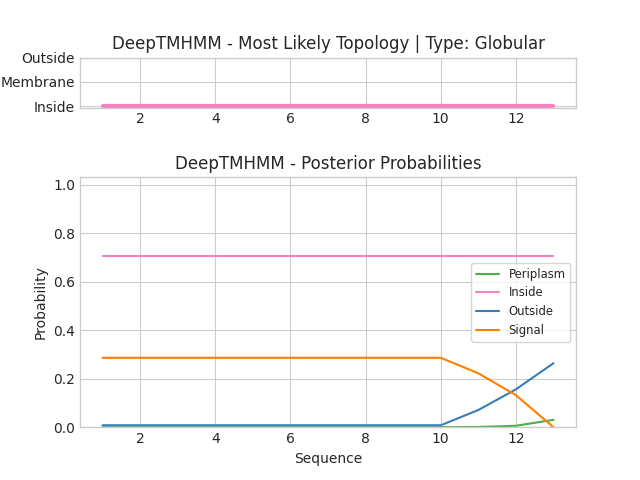 DeepTMHMM - Most Likely Topology | Type: Globular
Outside
Membrane
Inside
2 4 6 8 10 12
DeepTMHMM - Posterior Probabilities
1.0
0.8
0.6
0.4
0.2
0.0
Probability
Periplasm
Inside
Outside
Signal
2 4 6 8 10 12
Sequence